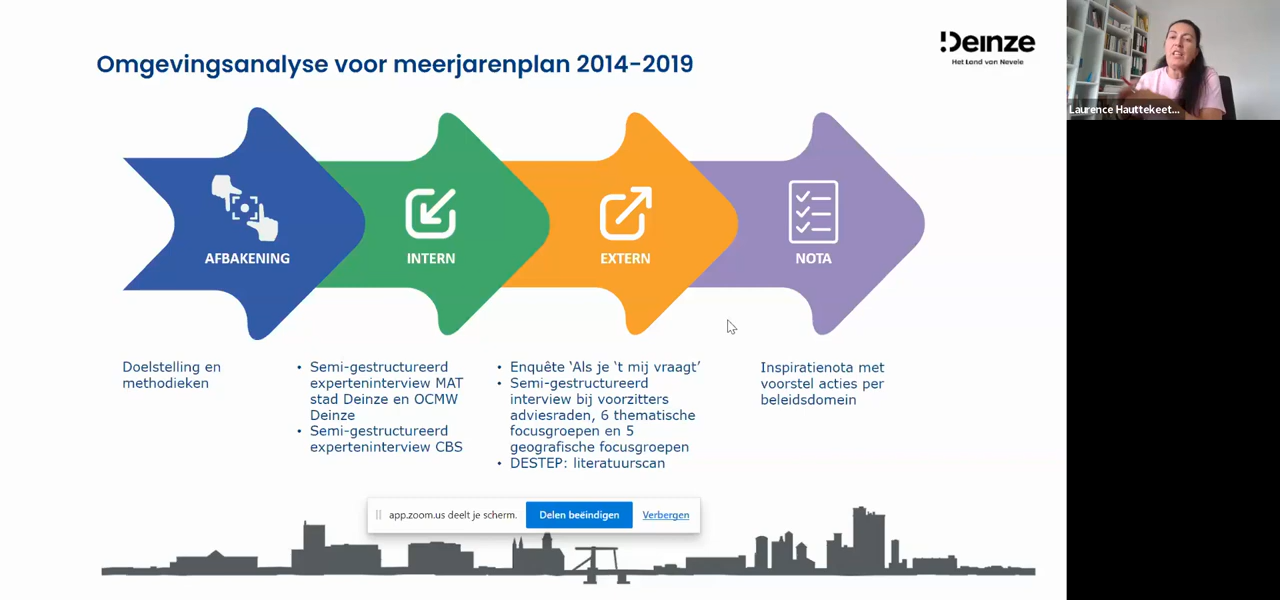 Omgevingsanalyse voor meerjarenplan 2014-2019
Deinze
Het Land van Nevele
Laurence Hauttekeet...
AFBAKENING
INTERN
EXTERN
NOTA
Doelstelling en
methodieken
• Semi-gestructureerd
experteninterview MAT
stad Deinze en OCMW
Deinze
• Semi-gestructureerd
experteninterview CBS
• Enquête ‘Als je ‘t mij vraagt’
• Semi-gestructureerd
interview bij voorzitters
adviesraden, 6 thematische
focusgroepen en 5
geografische focusgroepen
• DESTEP: literatuurscan
Inspiratienota met
voorstel acties per
beleidsdomein
app.zoom.us deelt je scherm.
Delen beëindigen
Verbergen